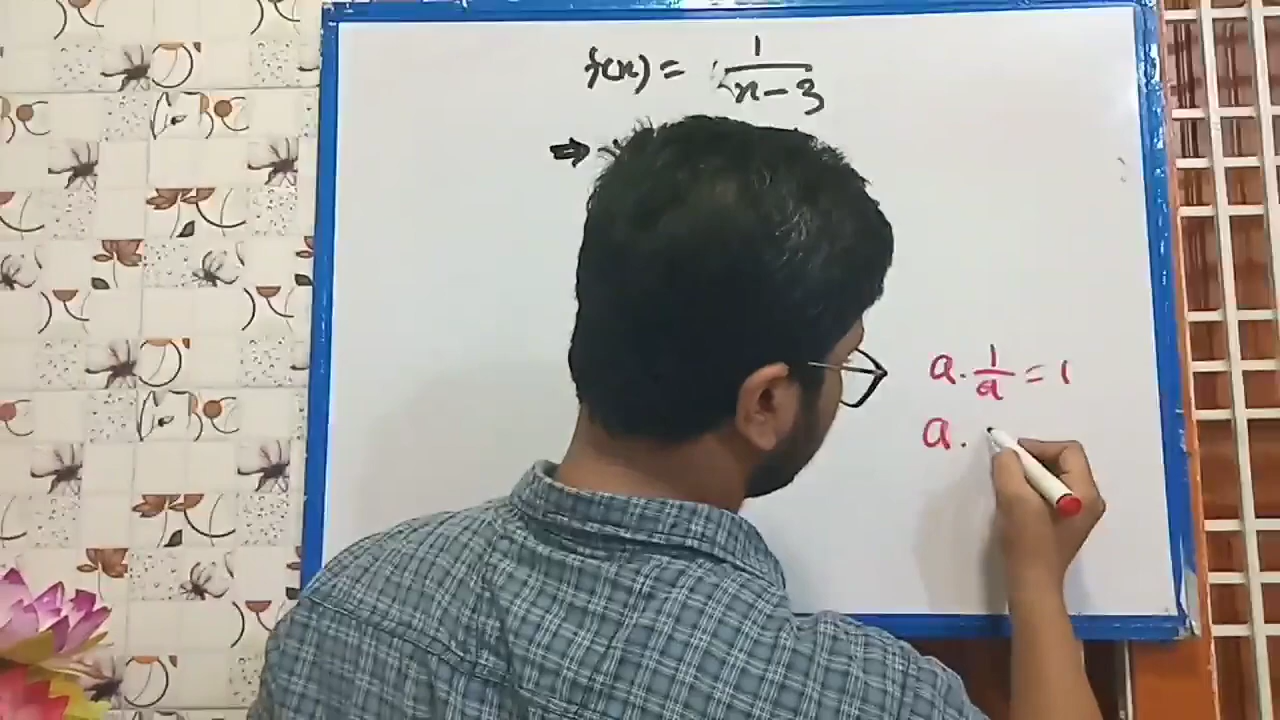 f(x) = 1/(x-3)
⇒
a. 1/a = 1
a.